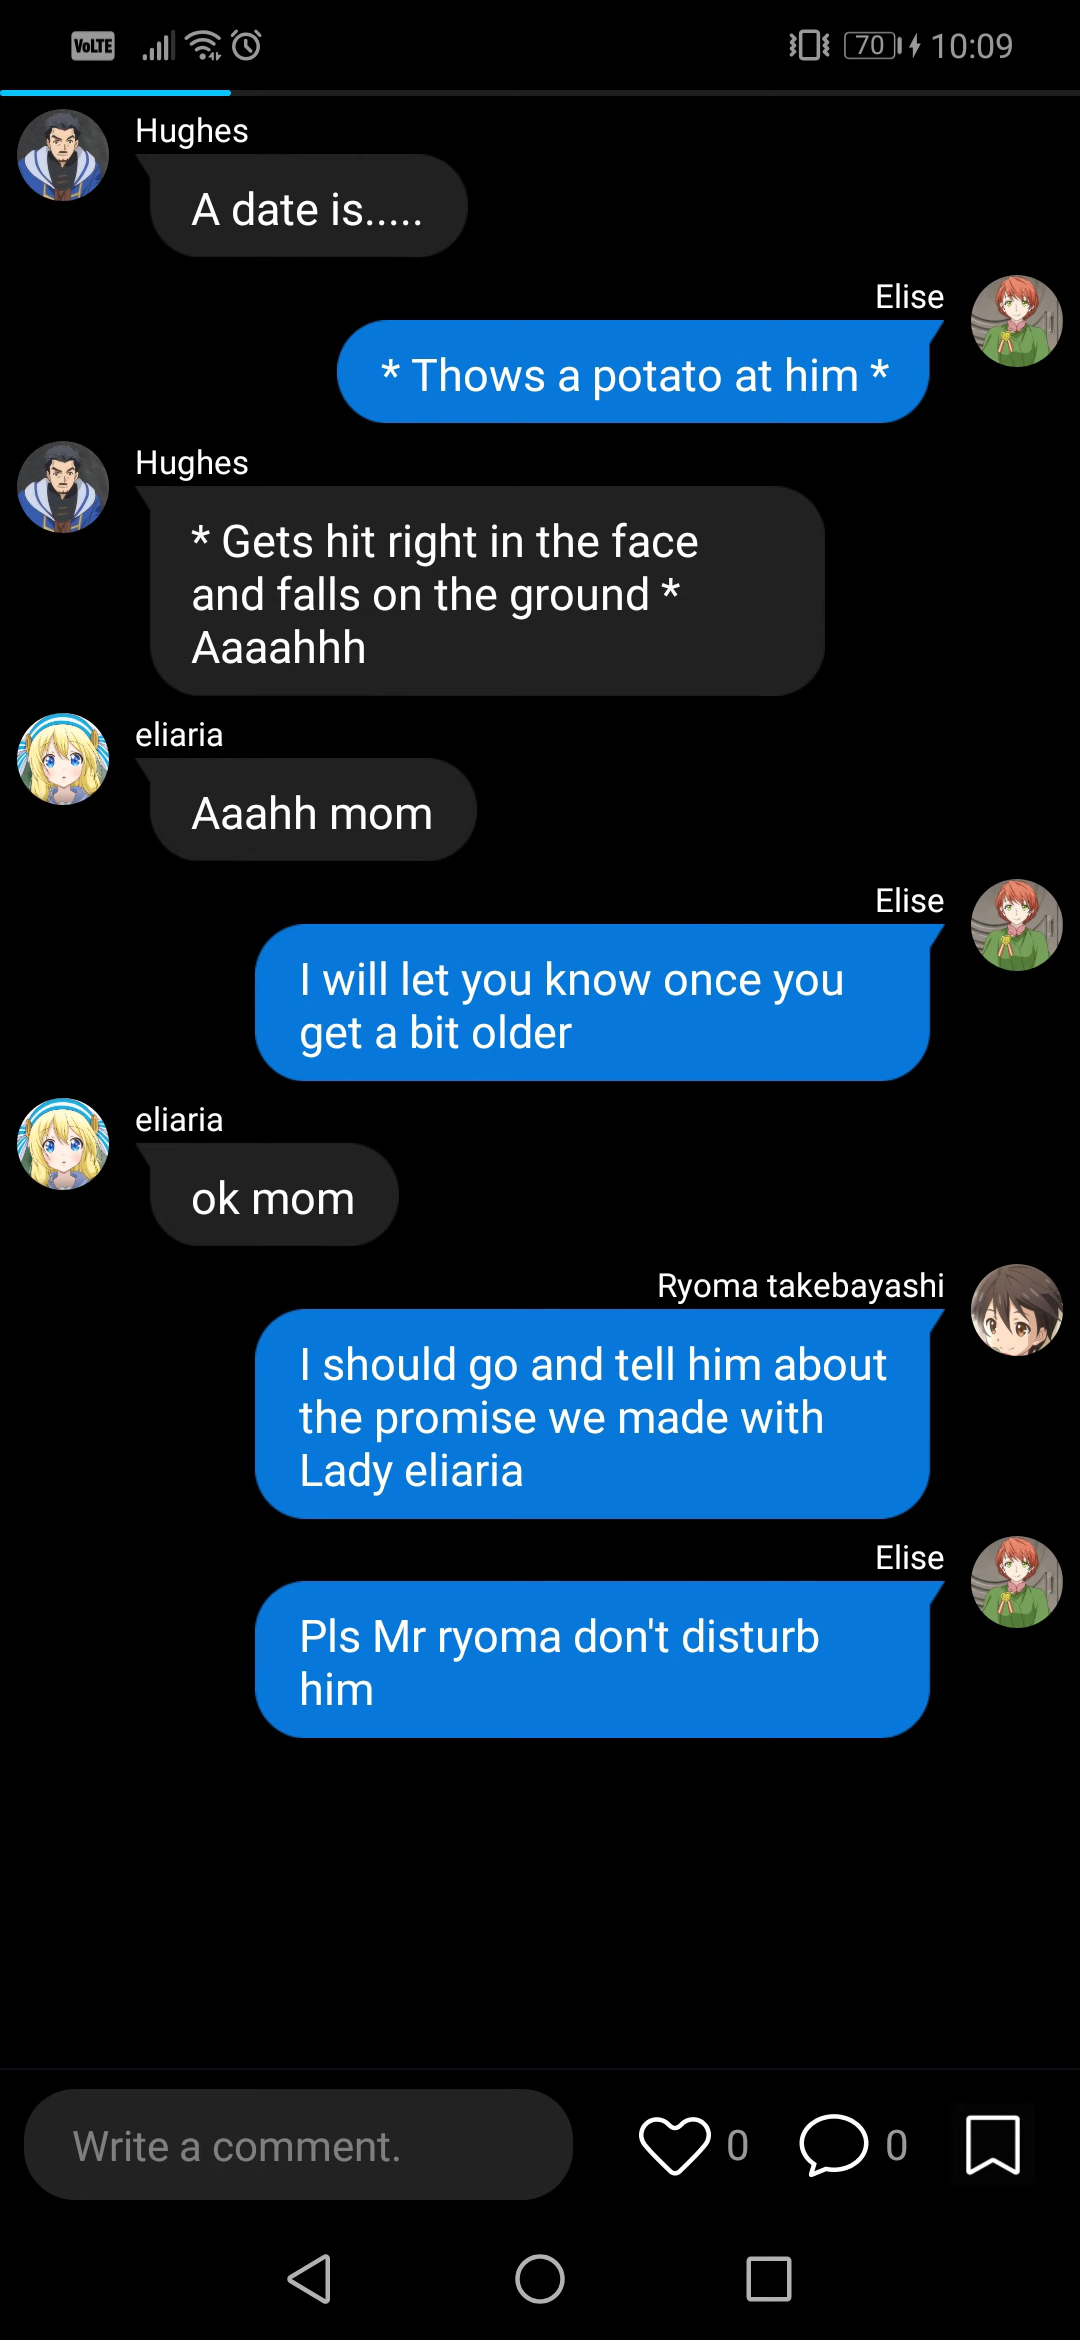 VoLTE 70 10:09
Hughes
A date is.....
Elise
* Thows a potato at him *
Hughes
* Gets hit right in the face
and falls on the ground *
Aaaahhh
eliaria
Aaahh mom
Elise
I will let you know once you
get a bit older
eliaria
ok mom
Ryoma takebayashi
I should go and tell him about
the promise we made with
Lady eliaria
Elise
Pls Mr ryoma don't disturb
him
Write a comment. 0 0